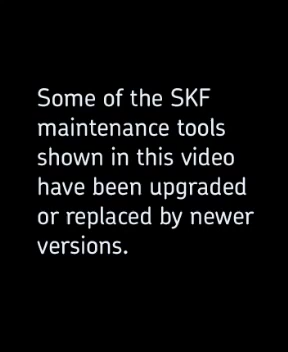 Some of the SKF
maintenance tools
shown in this video
have been upgraded
or replaced by newer
versions.